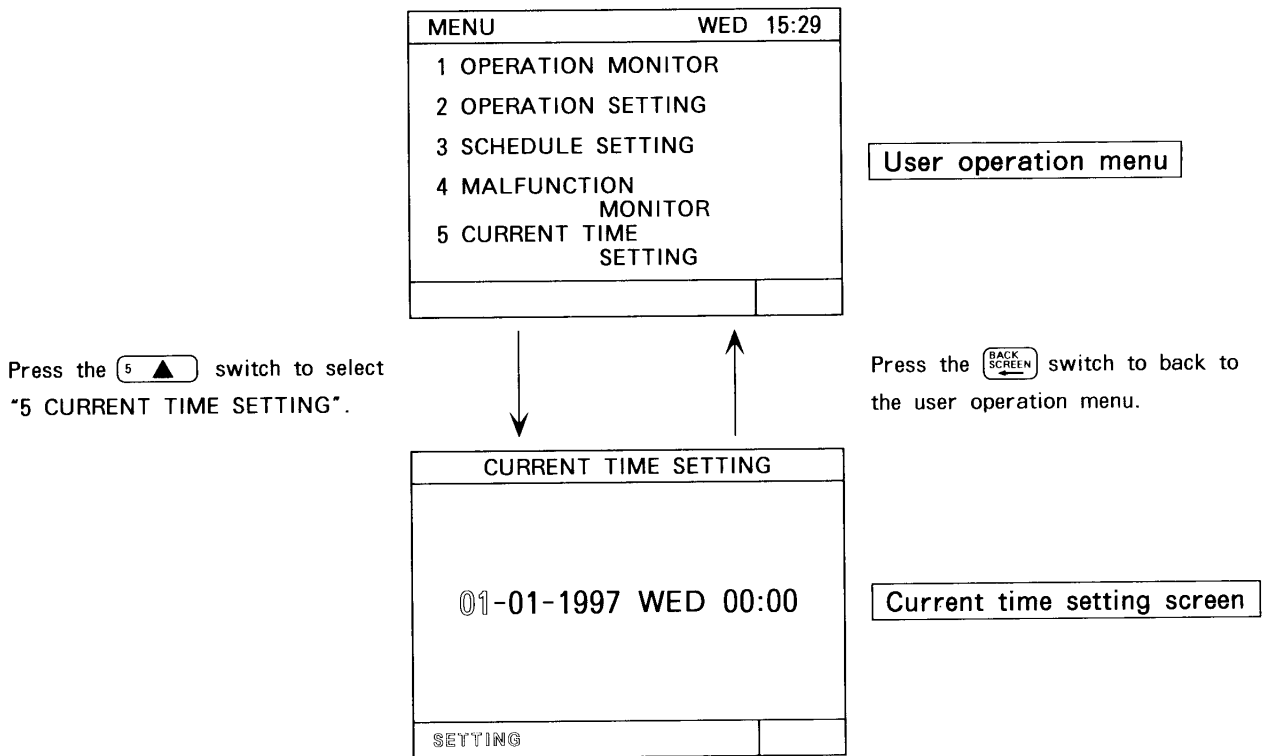 MENU WED 15:29
1 OPERATION MONITOR
2 OPERATION SETTING
3 SCHEDULE SETTING
4 MALFUNCTION
MONITOR
5 CURRENT TIME
SETTING
User operation menu
Press the 5 ▲ switch to select
"5 CURRENT TIME SETTING".
Press the BACK SCREEN ← switch to back to
the user operation menu.
CURRENT TIME SETTING
01-01-1997 WED 00:00
Current time setting screen
SETTING